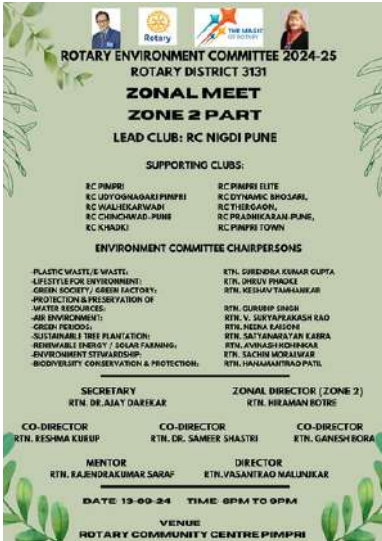 Rotary
THE MAGIC
OF ROTARY
ROTARY ENVIRONMENT COMMITTEE 2024-25
ROTARY DISTRICT 3131
ZONAL MEET
ZONE 2 PART
LEAD CLUB: RC NIGDI PUNE
SUPPORTING CLUBS:
RC PIMPRI
RC UDYOGNAGARI PIMPRI
RC WALHEKARWADI
RC CHINCHWAD-PUNE
RC KHADKI
RC PIMPRI ELITE
RC DYNAMIC BHOSARI,
RC THERGAON,
RC PRADHIKARAN-PUNE,
RC PIMPRI TOWN
ENVIRONMENT COMMITTEE CHAIRPERSONS
-PLASTIC WASTE/E-WASTE: RTN. SURENDRA KUMAR GUPTA
-LIFESTYLE FOR ENVIRONMENT: RTN. DHRUV PHADKE
-GREEN SOCIETY/ GREEN FACTORY: RTN. KESHAV TAMHANKAR
-PROTECTION & PRESERVATION OF
-WATER RESOURCES: RTN. GURUDIP SINGH
-AIR ENVIRONMENT: RTN. V. SURYAPRAKASH RAO
-GREEN PERIODS: RTN. NEENA RAISONI
-SUSTAINABLE TREE PLANTATION: RTN. SATYANARAYAN KABRA
-RENEWABLE ENERGY / SOLAR FARMING: RTN. AVINASH KOHINKAR
-ENVIRONMENT STEWARDSHIP: RTN. SACHIN MORALWAR
-BIODIVERSITY CONSERVATION & PROTECTION: RTN. HANAMANTRAO PATIL
SECRETARY
RTN. DR.AJAY DAREKAR
ZONAL DIRECTOR (ZONE 2)
RTN. HIRAMAN BOTRE
CO-DIRECTOR
RTN. RESHMA KURUP
CO-DIRECTOR
RTN. DR. SAMEER SHASTRI
CO-DIRECTOR
RTN. GANESH BORA
MENTOR
RTN. RAJENDRAKUMAR SARAF
DIRECTOR
RTN.VASANTRAO MALUNJKAR
DATE: 13-09-24 TIME: 6PM TO 9PM
VENUE
ROTARY COMMUNITY CENTRE PIMPRI